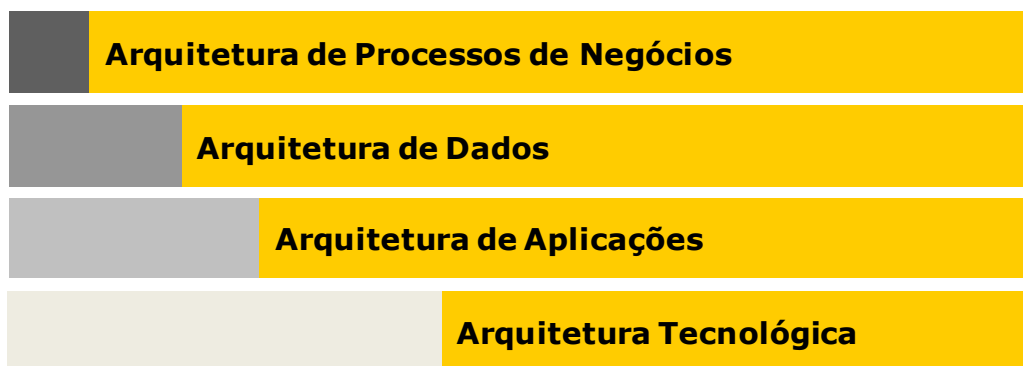 Arquitetura de Processos de Negócios
Arquitetura de Dados
Arquitetura de Aplicações
Arquitetura Tecnológica